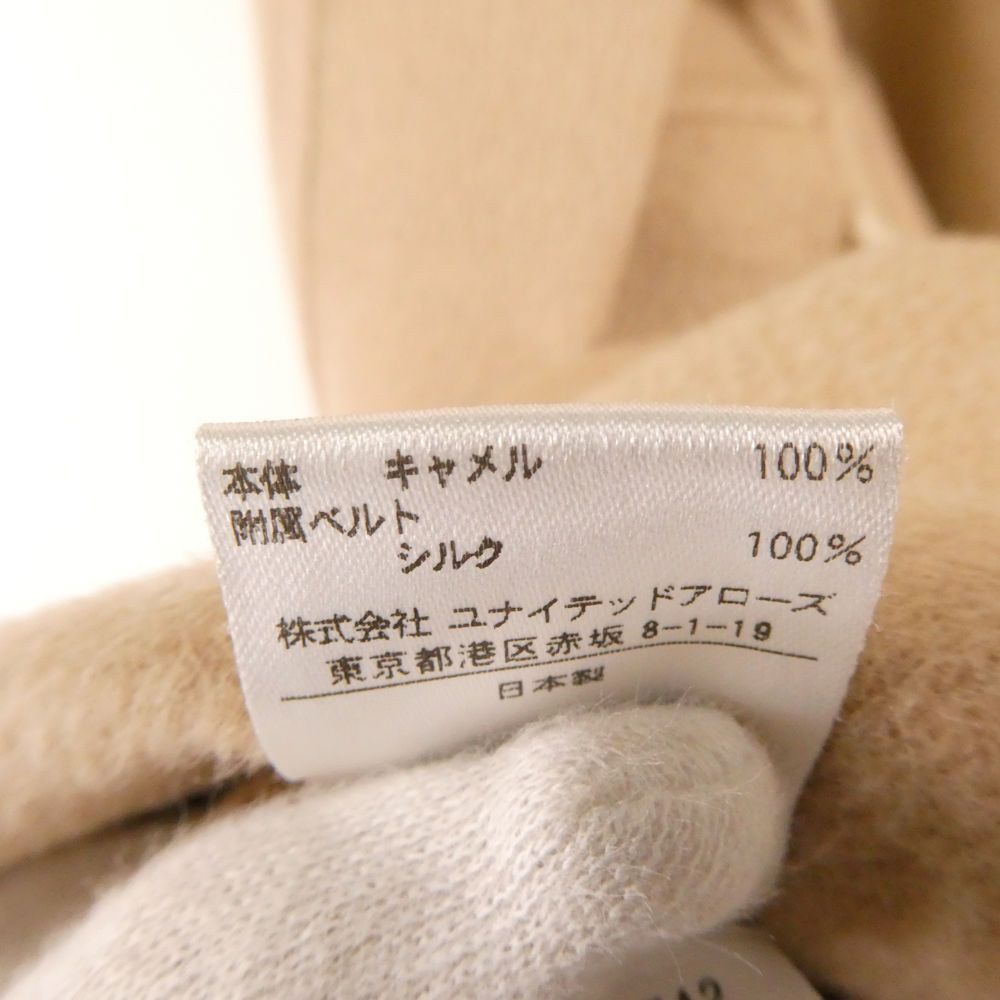 本体 キャメル 100%
附属ベルト
シルク 100%
株式会社 ユナイテッドアローズ
東京都港区赤坂 8-1-19
日本製